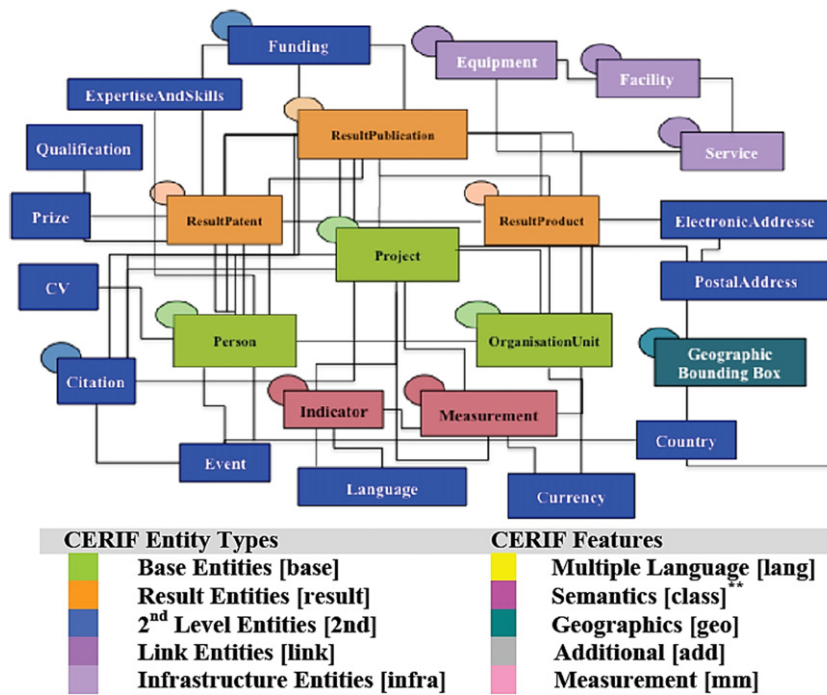 Funding
Equipment
Facility
ExpertiseAndSkills
ResultPublication
Qualification
Service
Prize
ResultPatent
ResultProduct
ElectronicAddresse
Project
CV
PostalAddress
Person
OrganisationUnit
Geographic
Bounding Box
Citation
Indicator
Measurement
Country
Event
Language
Currency
CERIF Entity Types
Base Entities [base]
Result Entities [result]
2nd Level Entities [2nd]
Link Entities [link]
Infrastructure Entities [infra]
CERIF Features
Multiple Language [lang]
Semantics [class]**
Geographics [geo]
Additional [add]
Measurement [mm]